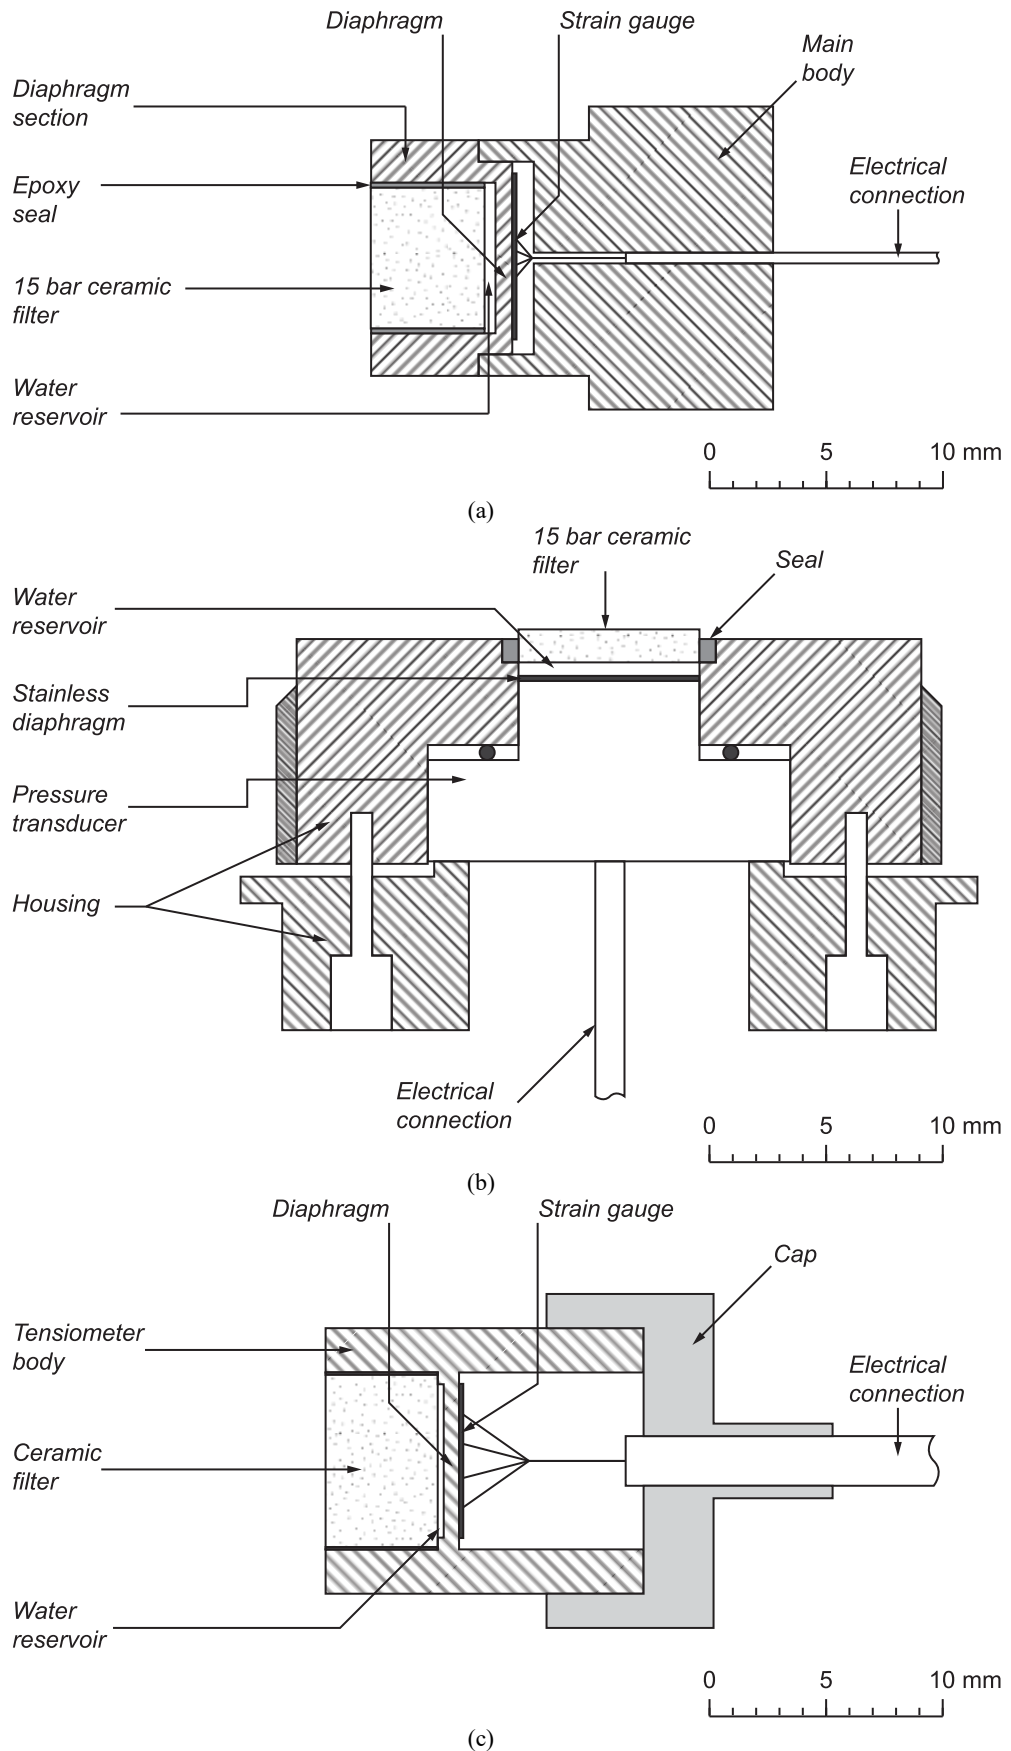 Diaphragm
Strain gauge
Main
body
Diaphragm
section
Electrical
connection
Epoxy
seal
15 bar ceramic
filter
Water
reservoir
0 5 10 mm
(a)
15 bar ceramic
filter
Seal
Water
reservoir
Stainless
diaphragm
Pressure
transducer
Housing
Electrical
connection
0 5 10 mm
(b)
Diaphragm
Strain gauge
Cap
Tensiometer
body
Electrical
connection
Ceramic
filter
Water
reservoir
0 5 10 mm
(c)